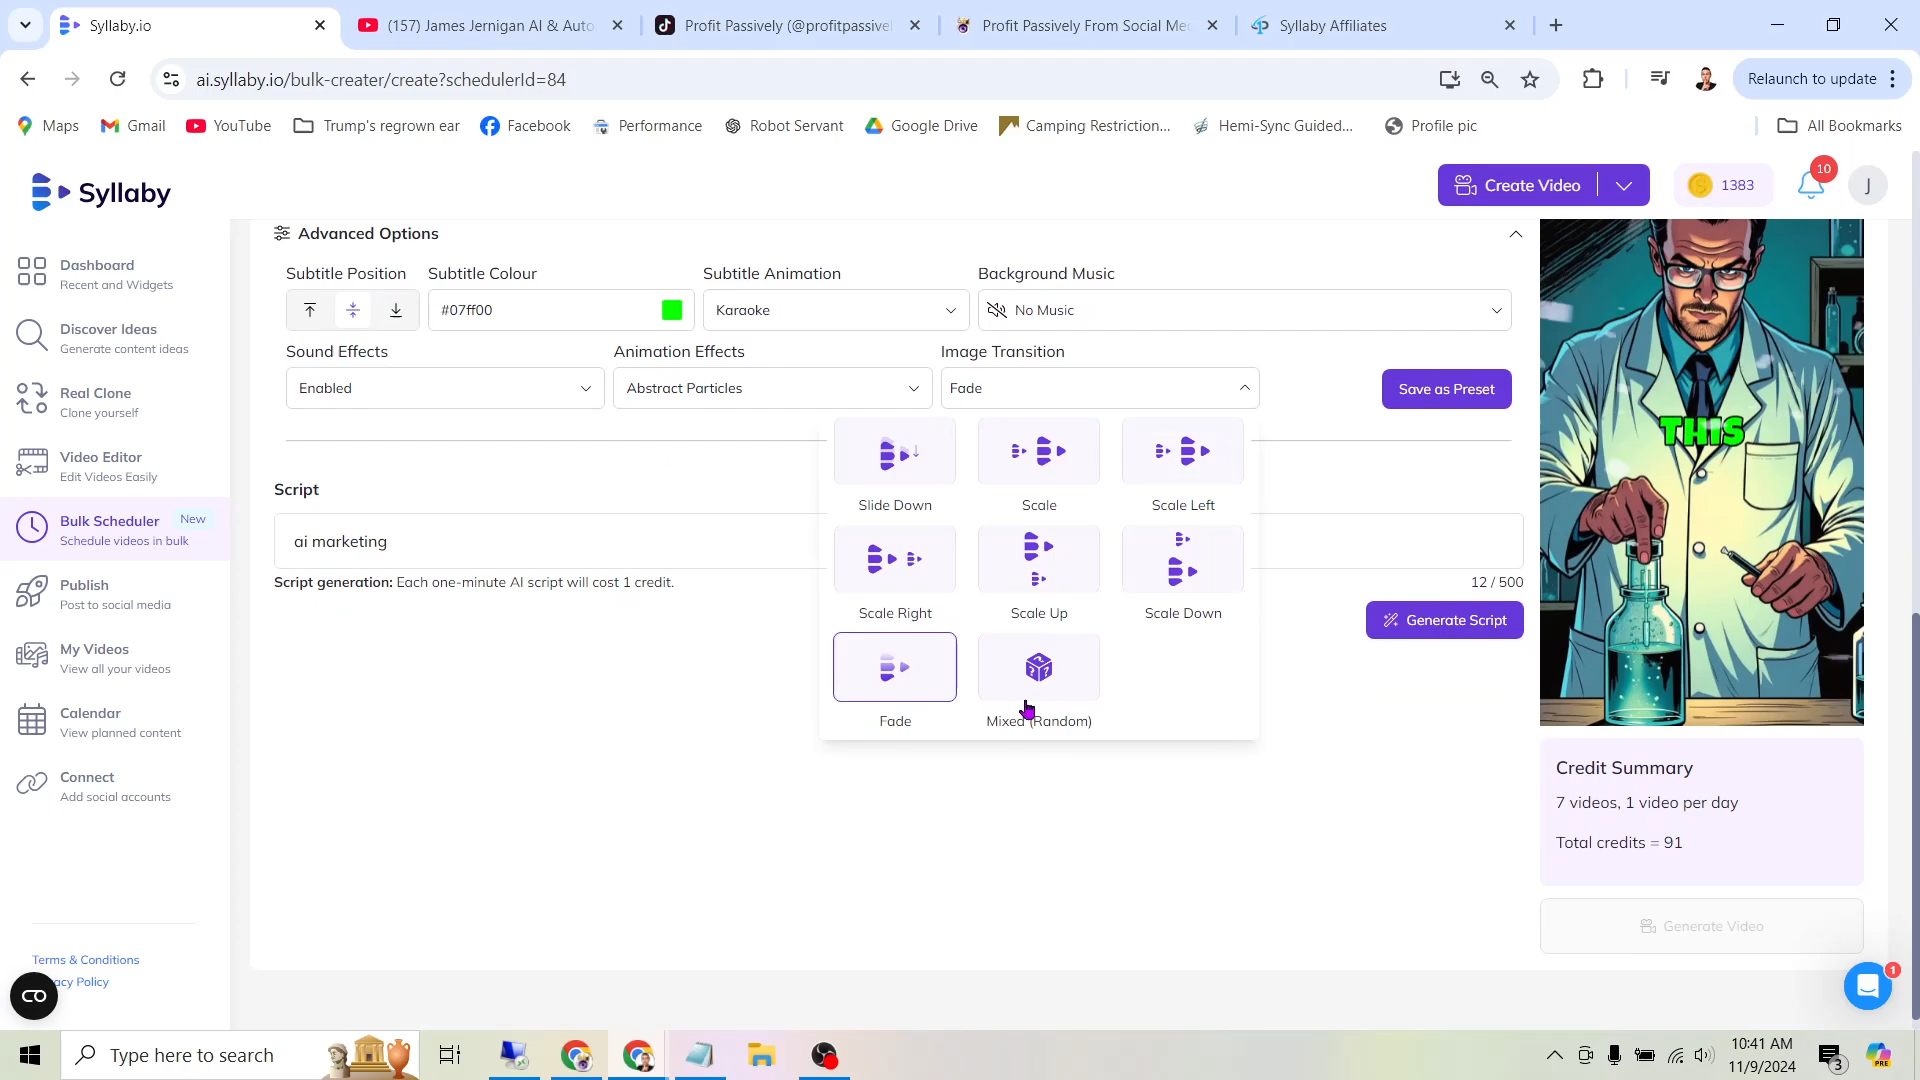 Syllaby.io
(157) James Jernigan AI & Auto
Profit Passively (@profitpassive
Profit Passively From Social Me
Syllaby Affiliates
ai.syllaby.io/bulk-creater/create?schedulerId=84
Relaunch to update
Maps
Gmail
YouTube
Trump's regrown ear
Facebook
Performance
Robot Servant
Google Drive
Camping Restriction...
Hemi-Sync Guided...
Profile pic
All Bookmarks
Syllaby
Create Video
1383
10
J
Dashboard
Recent and Widgets
Discover Ideas
Generate content ideas
Real Clone
Clone yourself
Video Editor
Edit Videos Easily
Bulk Scheduler
New
Schedule videos in bulk
Publish
Post to social media
My Videos
View all your videos
Calendar
View planned content
Connect
Add social accounts
Terms & Conditions
acy Policy
Advanced Options
Subtitle Position
Subtitle Colour
Subtitle Animation
Background Music
#07ff00
Karaoke
No Music
Sound Effects
Animation Effects
Image Transition
Enabled
Abstract Particles
Fade
Save as Preset
Slide Down
Scale
Scale Left
Scale Right
Scale Up
Scale Down
Fade
Mixed (Random)
Script
ai marketing
Script generation: Each one-minute AI script will cost 1 credit.
12 / 500
Generate Script
THIS
Credit Summary
7 videos, 1 video per day
Total credits = 91
Generate Video
1
Type here to search
10:41 AM
11/9/2024
3
PRE